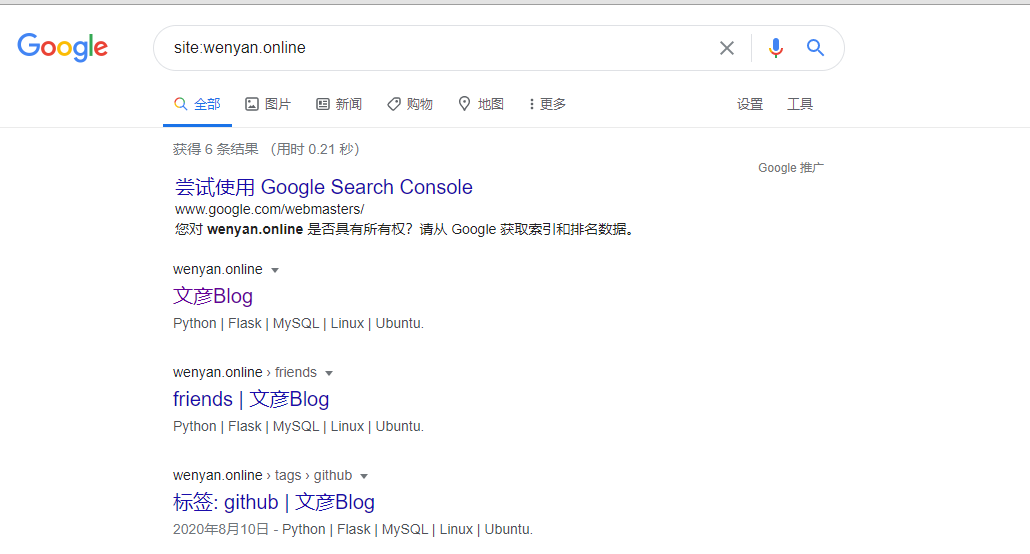 Google
site:wenyan.online
全部 图片 新闻 购物 地图 更多 设置 工具
获得 6 条结果 （用时 0.21 秒）
Google 推广
尝试使用 Google Search Console
www.google.com/webmasters/
您对 wenyan.online 是否具有所有权？请从 Google 获取索引和排名数据。
wenyan.online
文彦Blog
Python | Flask | MySQL | Linux | Ubuntu.
wenyan.online › friends
friends | 文彦Blog
Python | Flask | MySQL | Linux | Ubuntu.
wenyan.online › tags › github
标签: github | 文彦Blog
2020年8月10日 - Python | Flask | MySQL | Linux | Ubuntu.